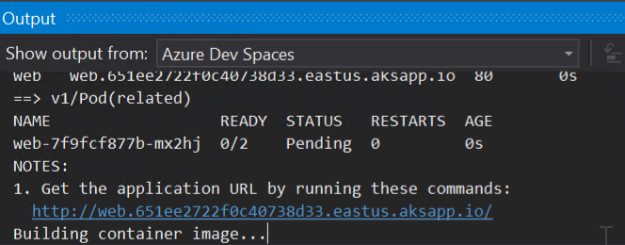 Output
Show output from: Azure Dev Spaces
web web.651ee2722f0c40738d33.eastus.aksapp.io 80 0s
==> v1/Pod(related)
NAME READY STATUS RESTARTS AGE
web-7f9fcf877b-mx2hj 0/2 Pending 0 0s
NOTES:
1. Get the application URL by running these commands:
http://web.651ee2722f0c40738d33.eastus.aksapp.io/
Building container image...